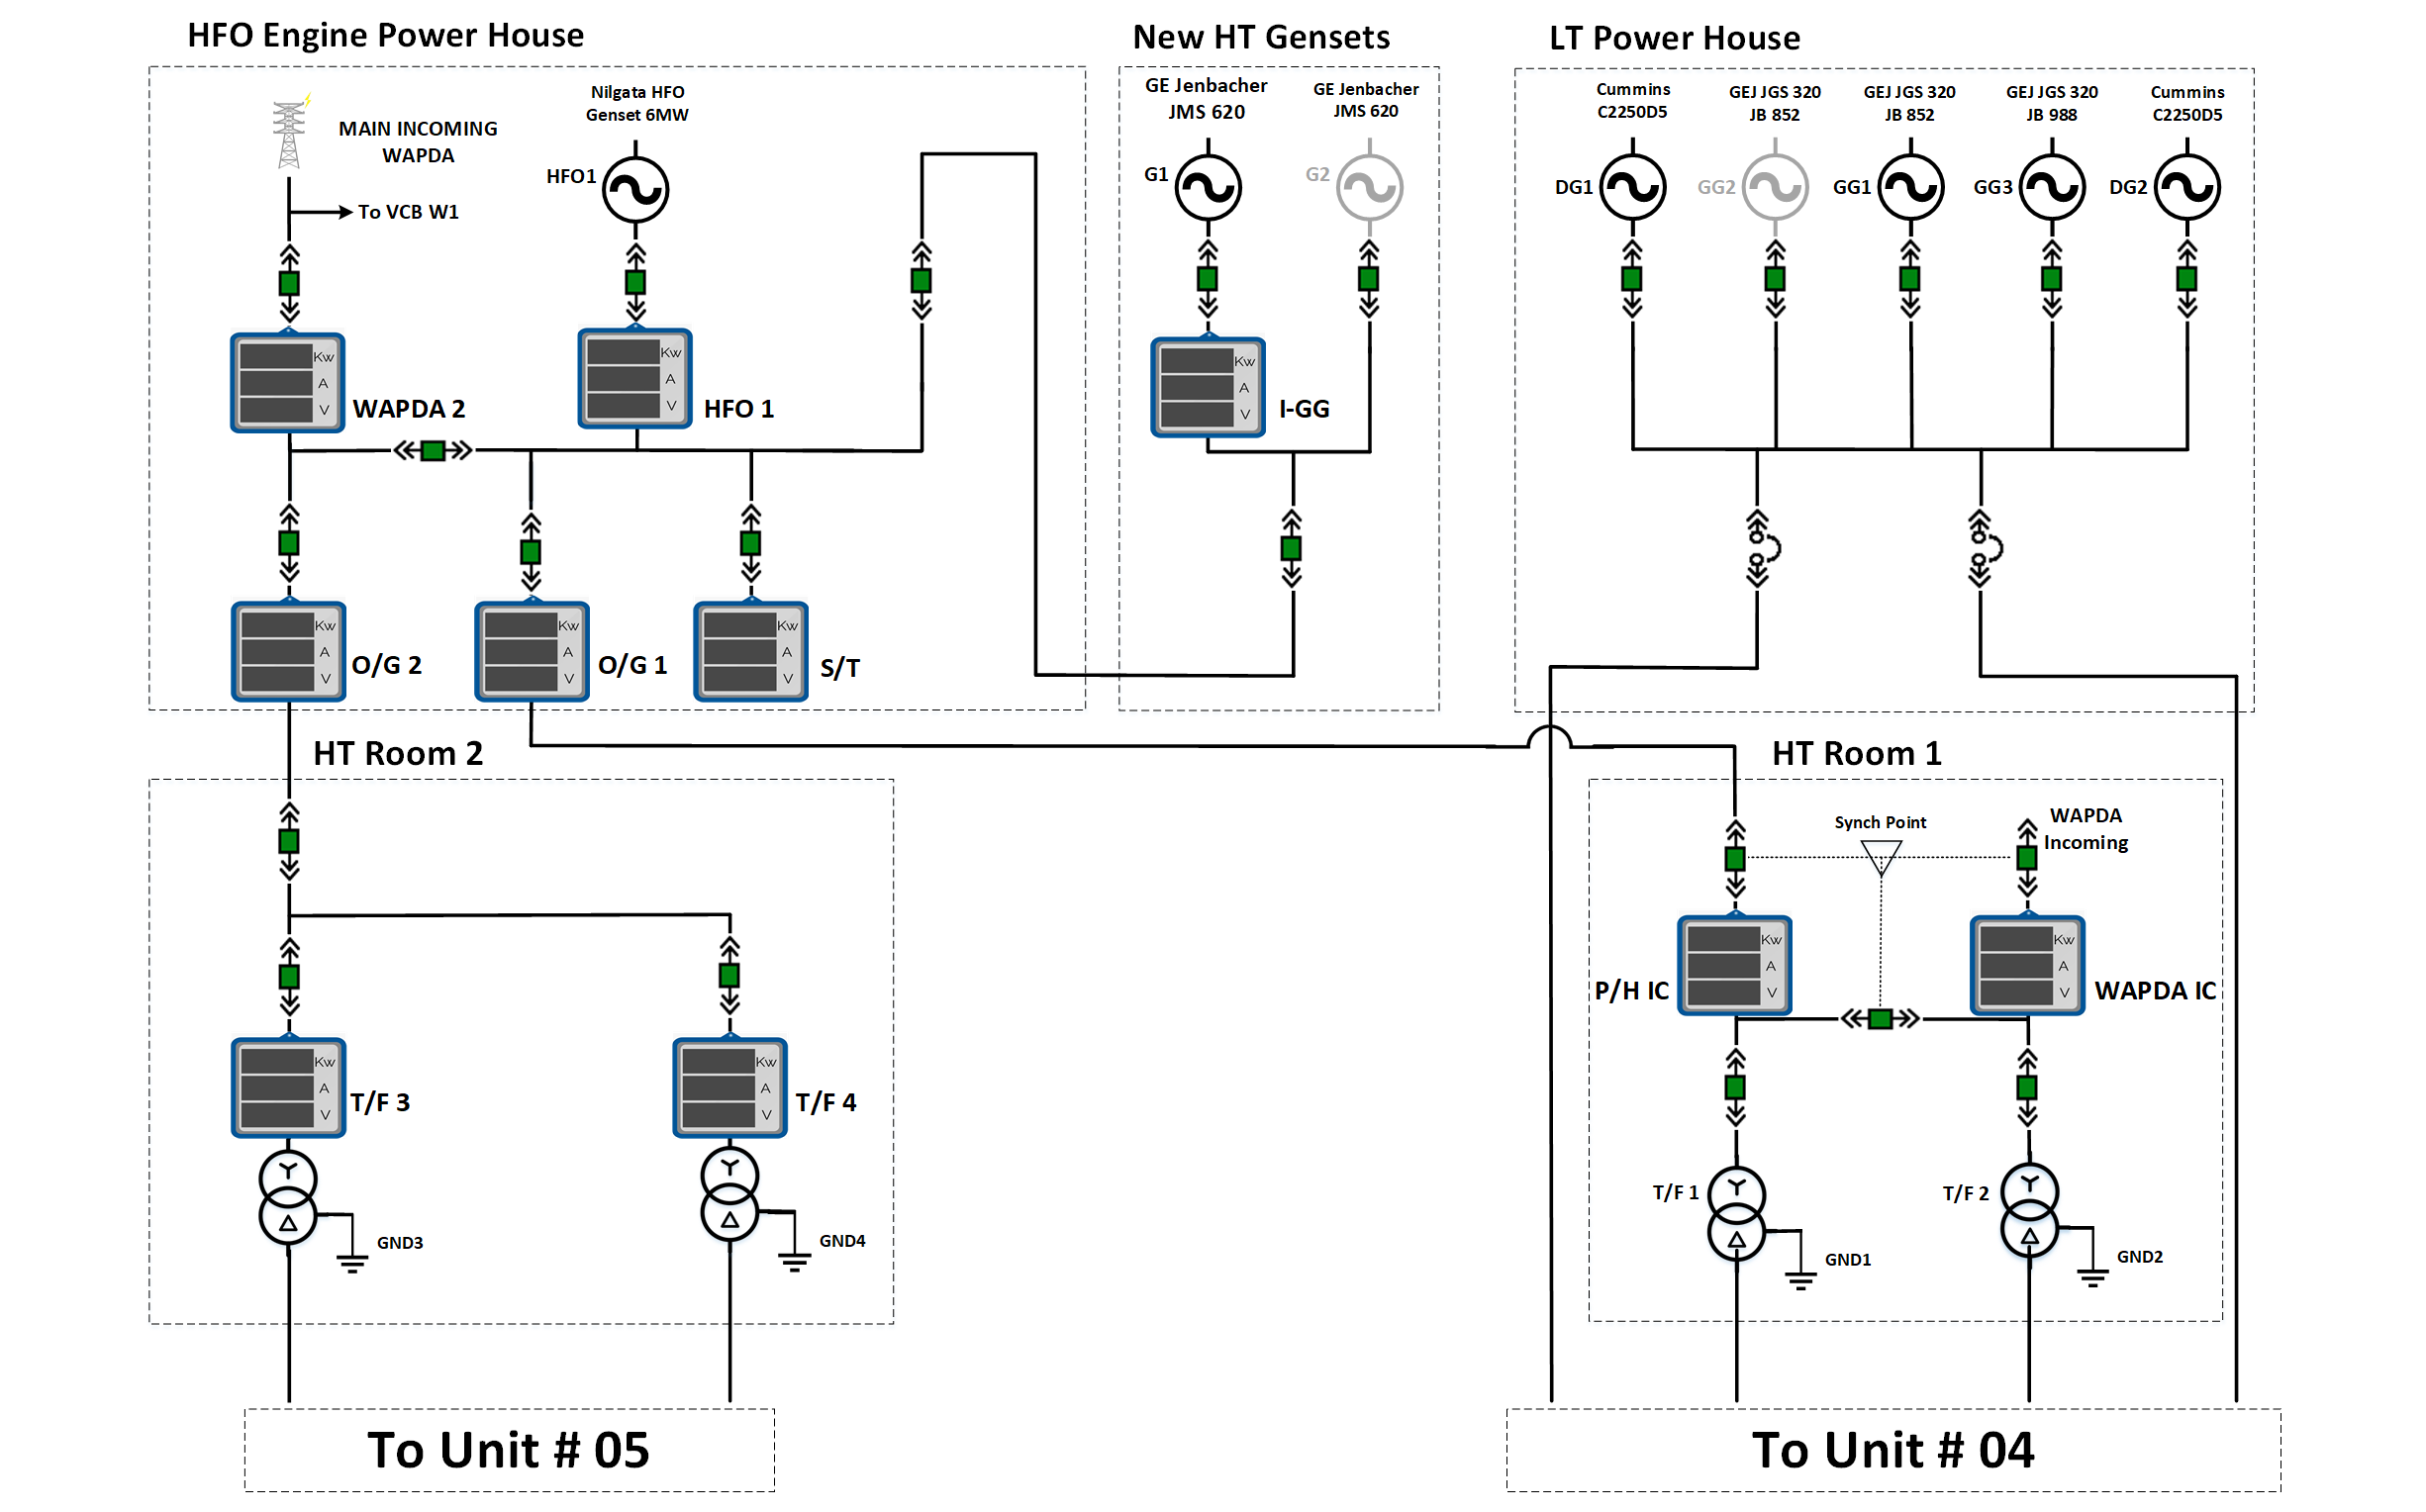 HFO Engine Power House
New HT Gensets
LT Power House
MAIN INCOMING
WAPDA
To VCB W1
Nilgata HFO
Genset 6MW
HFO1
GE Jenbacher
JMS 620
G1
GE Jenbacher
JMS 620
G2
Cummins
C2250D5
DG1
GEJ JGS 320
JB 852
GG2
GEJ JGS 320
JB 852
GG1
GEJ JGS 320
JB 988
GG3
Cummins
C2250D5
DG2
Kw
A
V
WAPDA 2
Kw
A
V
HFO 1
Kw
A
V
I-GG
Kw
A
V
O/G 2
Kw
A
V
O/G 1
Kw
A
V
S/T
HT Room 2
HT Room 1
Synch Point
WAPDA
Incoming
P/H IC
Kw
A
V
Kw
A
V
WAPDA IC
Kw
A
V
T/F 3
Kw
A
V
T/F 4
GND3
GND4
T/F 1
GND1
T/F 2
GND2
To Unit # 05
To Unit # 04